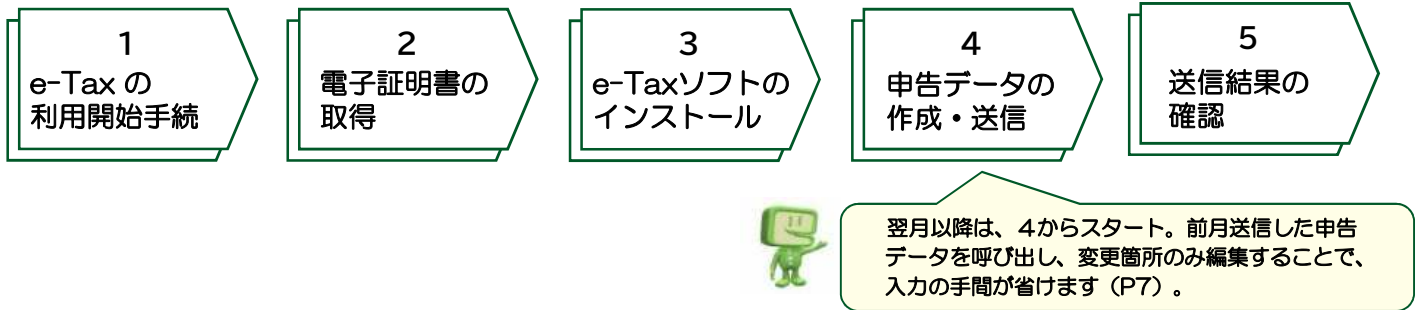 1
e-Tax の
利用開始手続
2
電子証明書の
取得
3
e-Taxソフトの
インストール
4
申告データの
作成・送信
5
送信結果の
確認
翌月以降は、4からスタート。前月送信した申告
データを呼び出し、変更箇所のみ編集することで、
入力の手間が省けます（P7）。